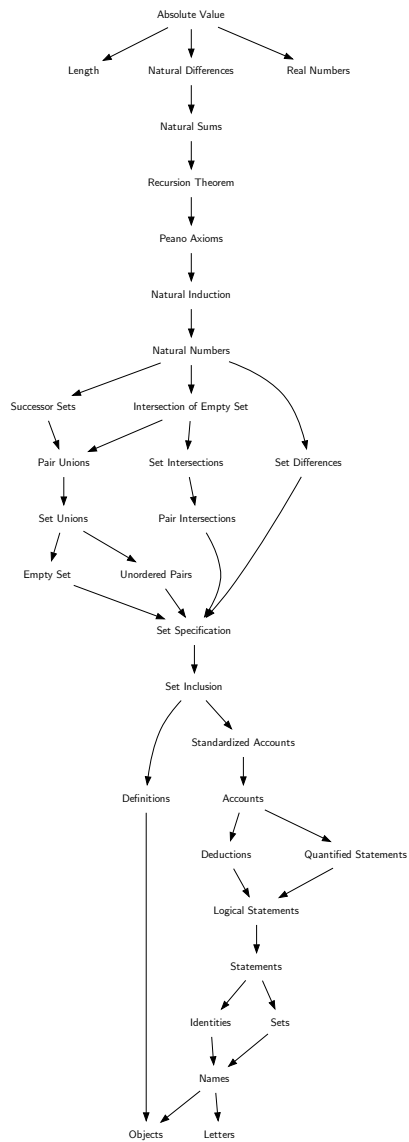 Absolute Value
Length
Natural Differences
Real Numbers
Natural Sums
Recursion Theorem
Peano Axioms
Natural Induction
Natural Numbers
Successor Sets
Intersection of Empty Set
Pair Unions
Set Intersections
Set Differences
Set Unions
Pair Intersections
Empty Set
Unordered Pairs
Set Specification
Set Inclusion
Standardized Accounts
Definitions
Accounts
Deductions
Quantified Statements
Logical Statements
Statements
Identities
Sets
Names
Objects
Letters